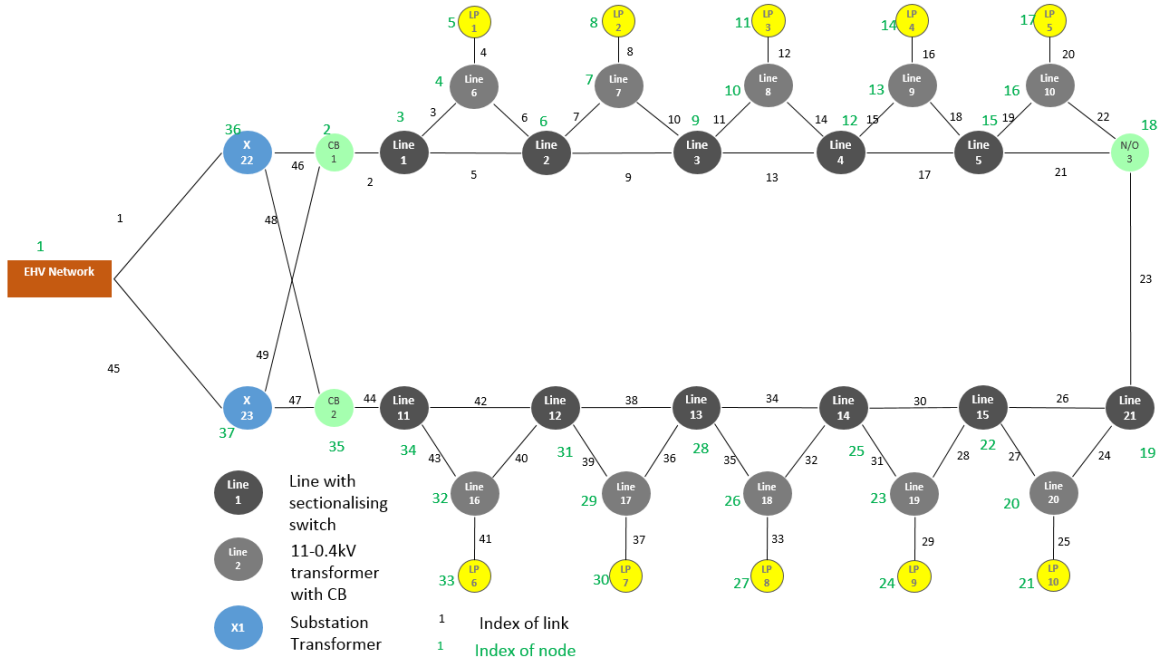 5
LP
1
8
LP
2
11
LP
3
14
LP
4
17
LP
5
4
8
12
16
20
4
Line
6
7
Line
7
10
Line
8
13
Line
9
16
Line
10
3
3
6
6
7
10
9
11
14
12
15
18
15
19
22
18
36
X
22
46
2
CB
1
2
Line
1
5
Line
2
9
Line
3
13
Line
4
17
Line
5
21
N/O
3
1
48
1
EHV Network
23
45
49
X
23
37
47
CB
2
35
44
Line
11
34
42
Line
12
31
38
Line
13
28
34
Line
14
25
30
Line
15
22
26
Line
21
19
43
40
39
36
35
32
31
28
27
24
32
Line
16
29
Line
17
26
Line
18
23
Line
19
20
Line
20
41
37
33
29
25
33
LP
6
30
LP
7
27
LP
8
24
LP
9
21
LP
10
Line
1
Line with
sectionalising
switch
Line
2
11-0.4kV
transformer
with CB
X1
Substation
Transformer
1
Index of link
1
Index of node